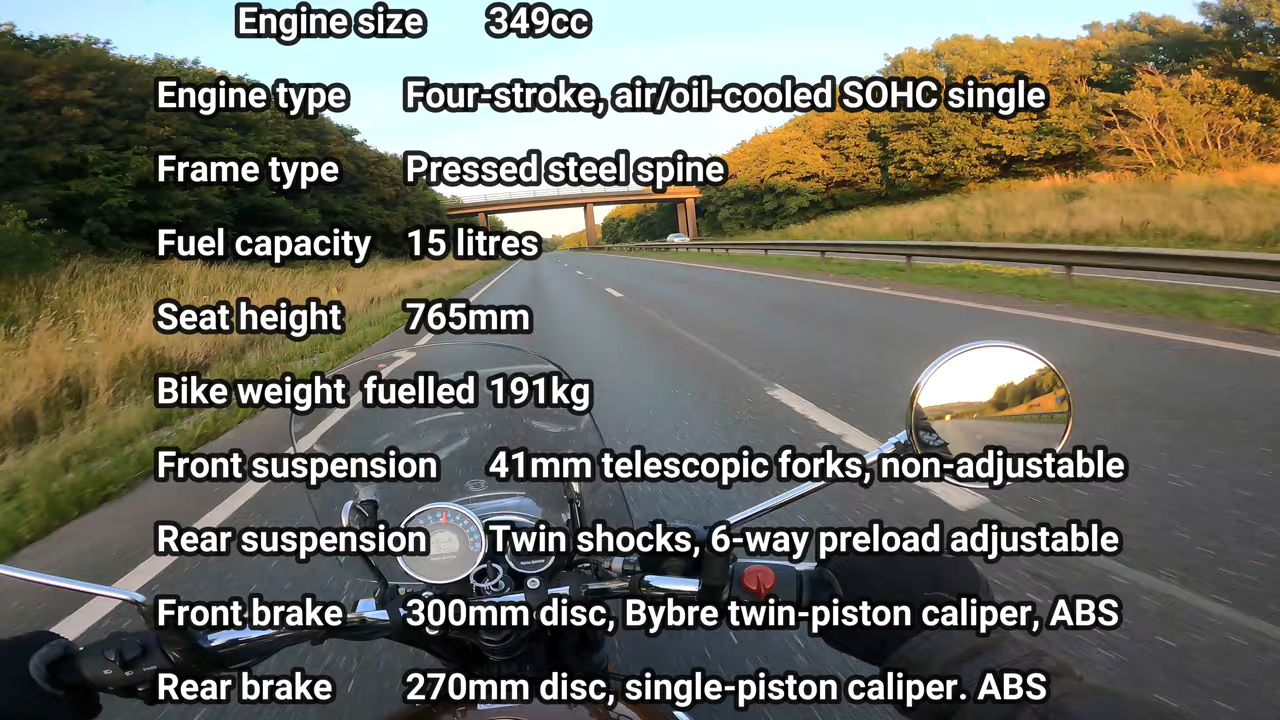 Engine size 349cc
Engine type Four-stroke, air/oil-cooled SOHC single
Frame type Pressed steel spine
Fuel capacity 15 litres
Seat height 765mm
Bike weight fuelled 191kg
Front suspension 41mm telescopic forks, non-adjustable
Rear suspension Twin shocks, 6-way preload adjustable
Front brake 300mm disc, Bybre twin-piston caliper, ABS
Rear brake 270mm disc, single-piston caliper. ABS